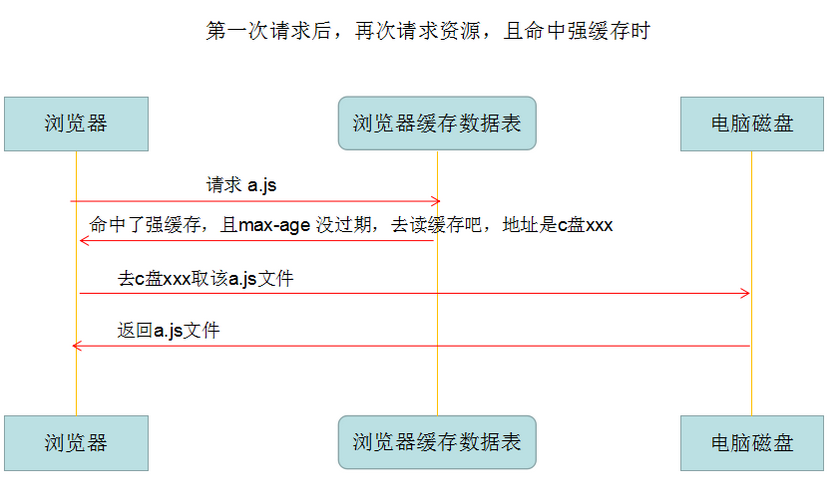 第一次请求后，再次请求资源，且命中强缓存时
浏览器
浏览器缓存数据表
电脑磁盘
请求 a.js
命中了强缓存，且max-age 没过期，去读缓存吧，地址是c盘xxx
去c盘xxx取该a.js文件
返回a.js文件
浏览器
浏览器缓存数据表
电脑磁盘